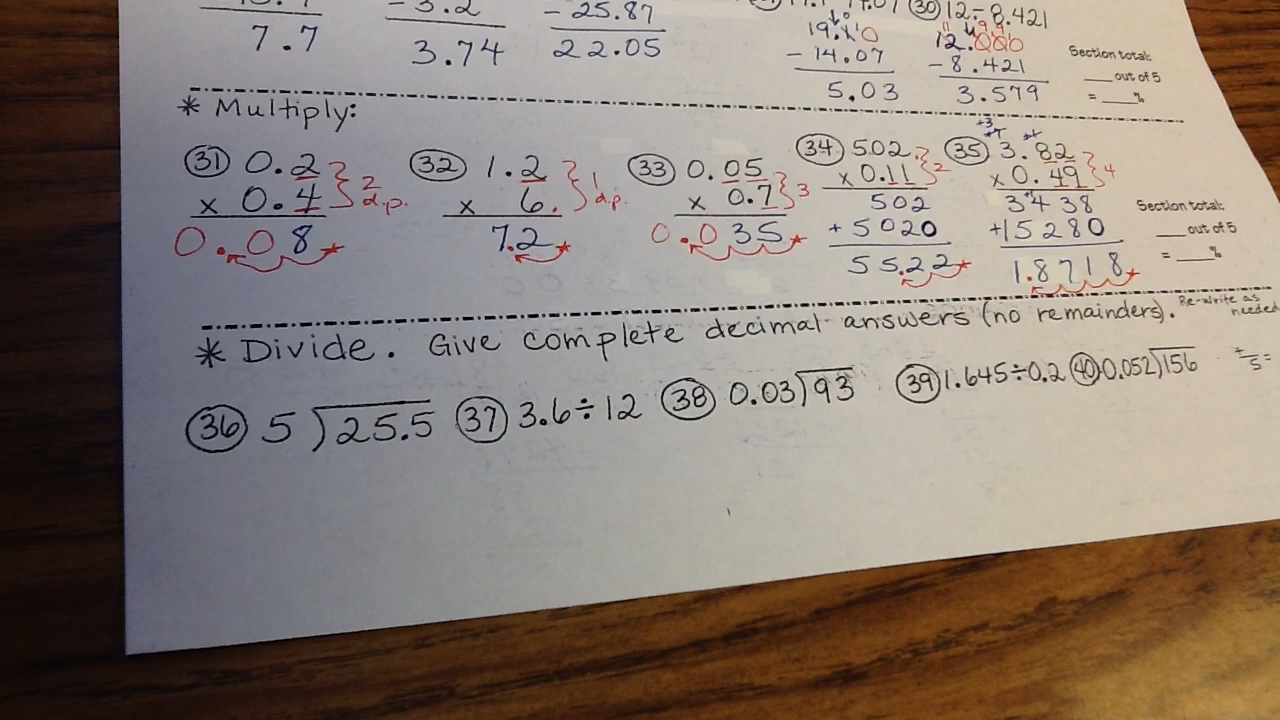 - 3.2 - 25.87 (30) 12 - 8.421
7.7 3.74 22.05 19.10 12.000
- 14.07 - 8.421
5.03 3.579
Section total:
___ out of 5
= ___%
* Multiply:
(31) 0.2 (32) 1.2 (33) 0.05 (34) 502 (35) 3.82
x 0.4 x 6. x 0.7 x 0.11 x 0.49
2 d.p. 1 d.p. 3 2 4
0.08 7.2 0.035 502 3438
+ 5020 + 15280
55.22 1.8718
Section total:
___ out of 5
= ___%
* Divide. Give complete decimal answers (no remainders). Re-write as needed
(36) 5)25.5 (37) 3.6 ÷ 12 (38) 0.03)93 (39) 1.645 ÷ 0.2 (40) 0.052)156 /5 =